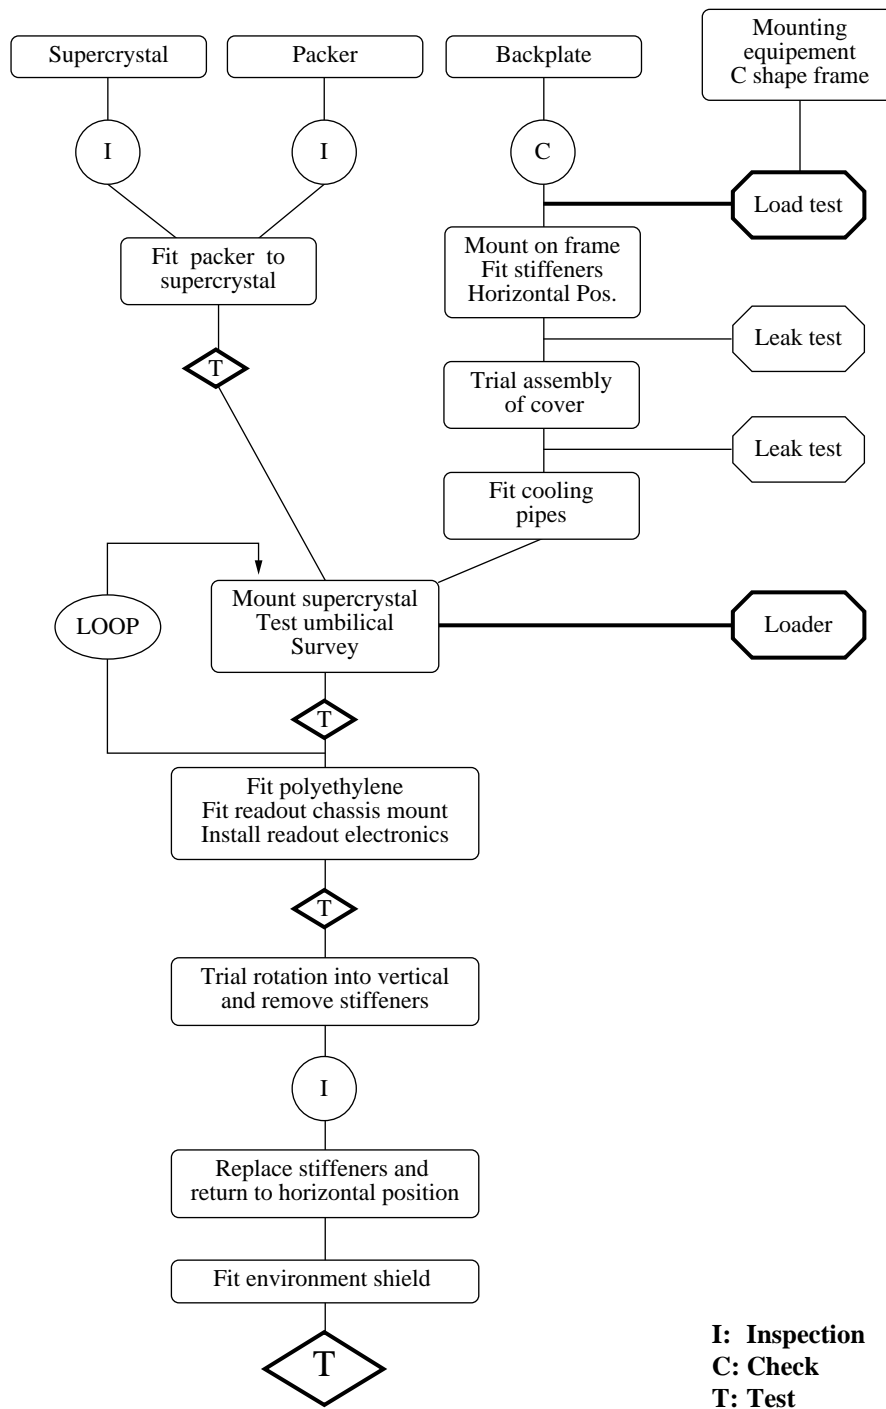 Supercrystal
Packer
Backplate
Mounting
equipement
C shape frame
I
I
C
Load test
Fit packer to
supercrystal
Mount on frame
Fit stiffeners
Horizontal Pos.
Leak test
T
Trial assembly
of cover
Leak test
Fit cooling
pipes
LOOP
Mount supercrystal
Test umbilical
Survey
Loader
T
Fit polyethylene
Fit readout chassis mount
Install readout electronics
T
Trial rotation into vertical
and remove stiffeners
I
Replace stiffeners and
return to horizontal position
Fit environment shield
T
I: Inspection
C: Check
T: Test